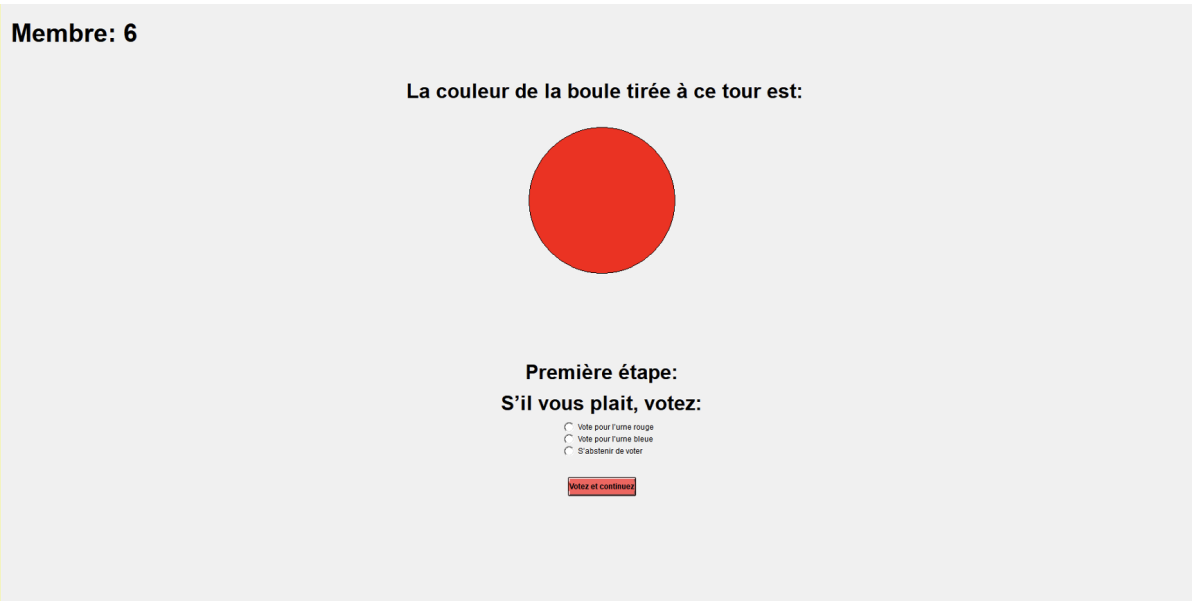 Membre: 6
La couleur de la boule tirée à ce tour est:
Première étape:
S'il vous plait, votez:
Vote pour l'urne rouge
Vote pour l'urne bleue
S'abstenir de voter
Votez et continuez